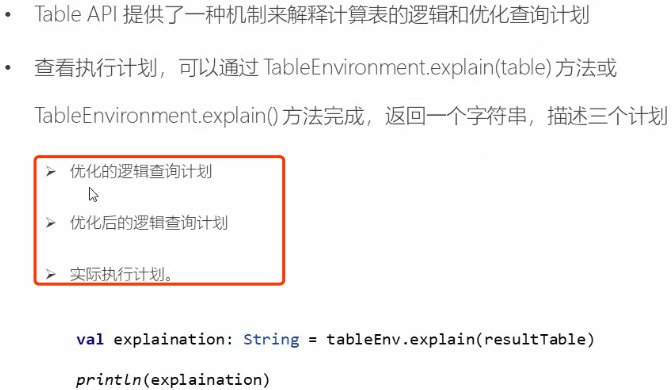 • Table API 提供了一种机制来解释计算表的逻辑和优化查询计划
• 查看执行计划，可以通过 TableEnvironment.explain(table) 方法或
TableEnvironment.explain() 方法完成，返回一个字符串，描述三个计划
➢ 优化的逻辑查询计划
➢ 优化后的逻辑查询计划
➢ 实际执行计划。
val explaination: String = tableEnv.explain(resultTable)
println(explaination)